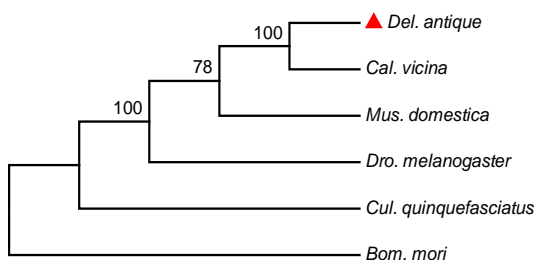 100
Del. antique
Cal. vicina
78
Mus. domestica
100
Dro. melanogaster
Cul. quinquefasciatus
Bom. mori